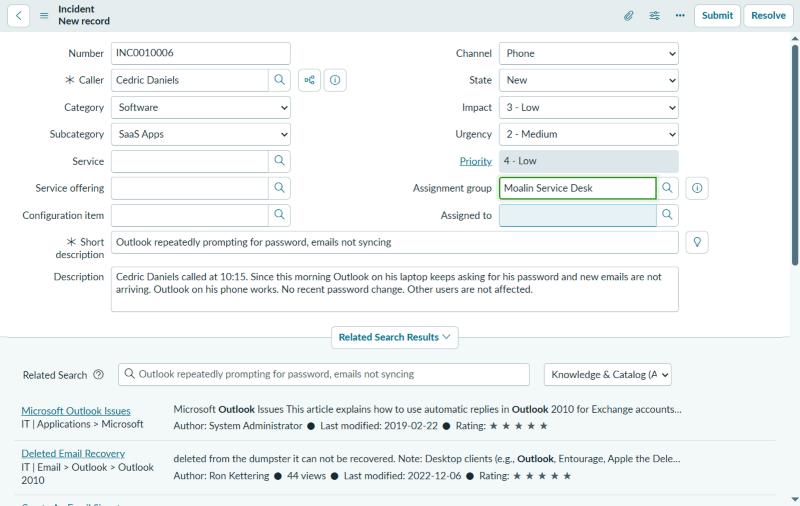 Incident
New record
Submit
Resolve
Number INC0010006
Channel Phone
Caller Cedric Daniels
State New
Category Software
Impact 3 - Low
Subcategory SaaS Apps
Urgency 2 - Medium
Service
Priority 4 - Low
Service offering
Assignment group Moalin Service Desk
Configuration item
Assigned to
Short description Outlook repeatedly prompting for password, emails not syncing
Description Cedric Daniels called at 10:15. Since this morning Outlook on his laptop keeps asking for his password and new emails are not
arriving. Outlook on his phone works. No recent password change. Other users are not affected.
Related Search Results
Related Search Outlook repeatedly prompting for password, emails not syncing Knowledge & Catalog (A
Microsoft Outlook Issues
IT | Applications > Microsoft
Microsoft Outlook Issues This article explains how to use automatic replies in Outlook 2010 for Exchange accounts...
Author: System Administrator ● Last modified: 2019-02-22 ● Rating: ★ ★ ★ ★ ★
Deleted Email Recovery
IT | Email > Outlook > Outlook
2010
deleted from the dumpster it can not be recovered. Note: Desktop clients (e.g., Outlook, Entourage, Apple the Dele...
Author: Ron Kettering ● 44 views ● Last modified: 2022-12-06 ● Rating: ★ ★ ★ ★ ★